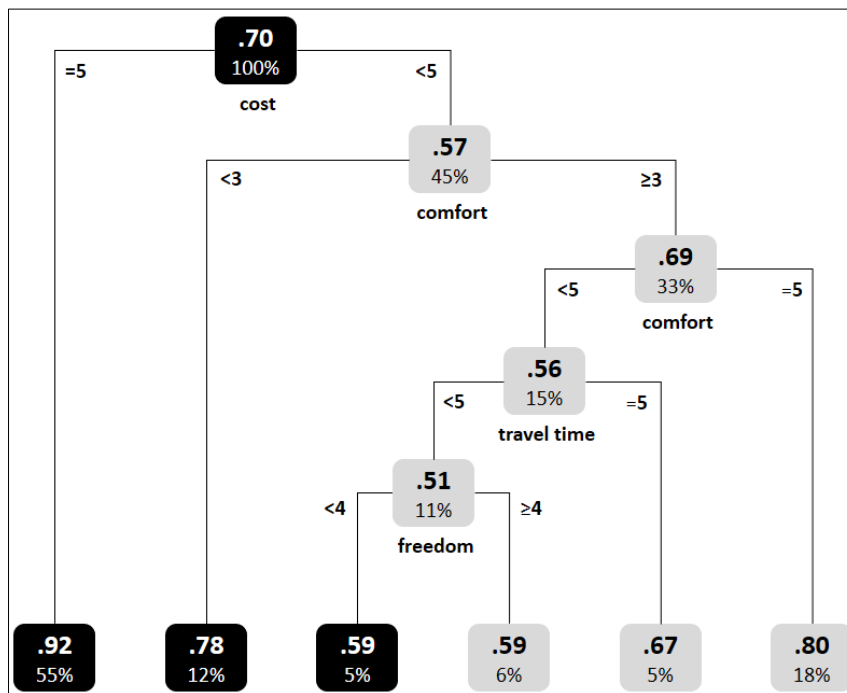 .70
100%
=5 <5
cost
.57
45%
<3 ≥3
comfort
.69
33%
<5 =5
comfort
.56
15%
<5 =5
travel time
.51
11%
<4 ≥4
freedom
.92 .78 .59 .59 .67 .80
55% 12% 5% 6% 5% 18%